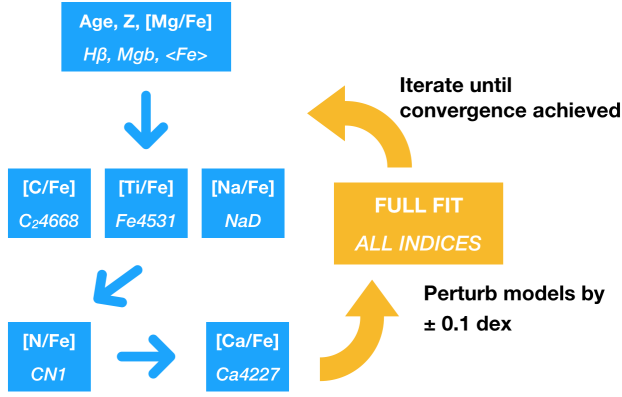 Age, Z, [Mg/Fe]
Hβ, Mgb, <Fe>
Iterate until
convergence achieved
[C/Fe]
C₂4668
[Ti/Fe]
Fe4531
[Na/Fe]
NaD
FULL FIT
ALL INDICES
Perturb models by
± 0.1 dex
[N/Fe]
CN1
[Ca/Fe]
Ca4227